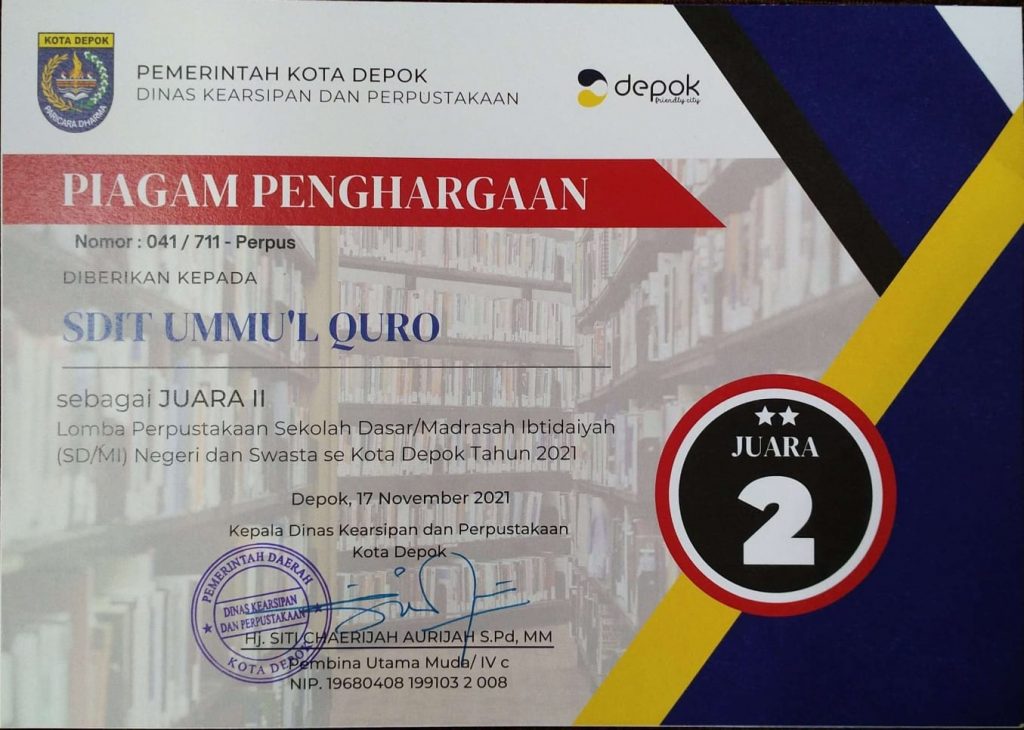 KOTA DEPOK
PARICARA DHARMA
PEMERINTAH KOTA DEPOK
DINAS KEARSIPAN DAN PERPUSTAKAAN
depok
friendly city
PIAGAM PENGHARGAAN
Nomor : 041 / 711 - Perpus
DIBERIKAN KEPADA
SDIT UMMU'L QURO
sebagai JUARA II
Lomba Perpustakaan Sekolah Dasar/Madrasah Ibtidaiyah
(SD/MI) Negeri dan Swasta se Kota Depok Tahun 2021
JUARA
2
Depok, 17 November 2021
Kepala Dinas Kearsipan dan Perpustakaan
Kota Depok
PEMERINTAH DAERAH
DINAS KEARSIPAN
DAN PERPUSTAKAAN
KOTA DEPOK
Hj. SITI CHAERIJAH AURIJAH S.Pd, MM
Pembina Utama Muda/ IV c
NIP. 19680408 199103 2 008